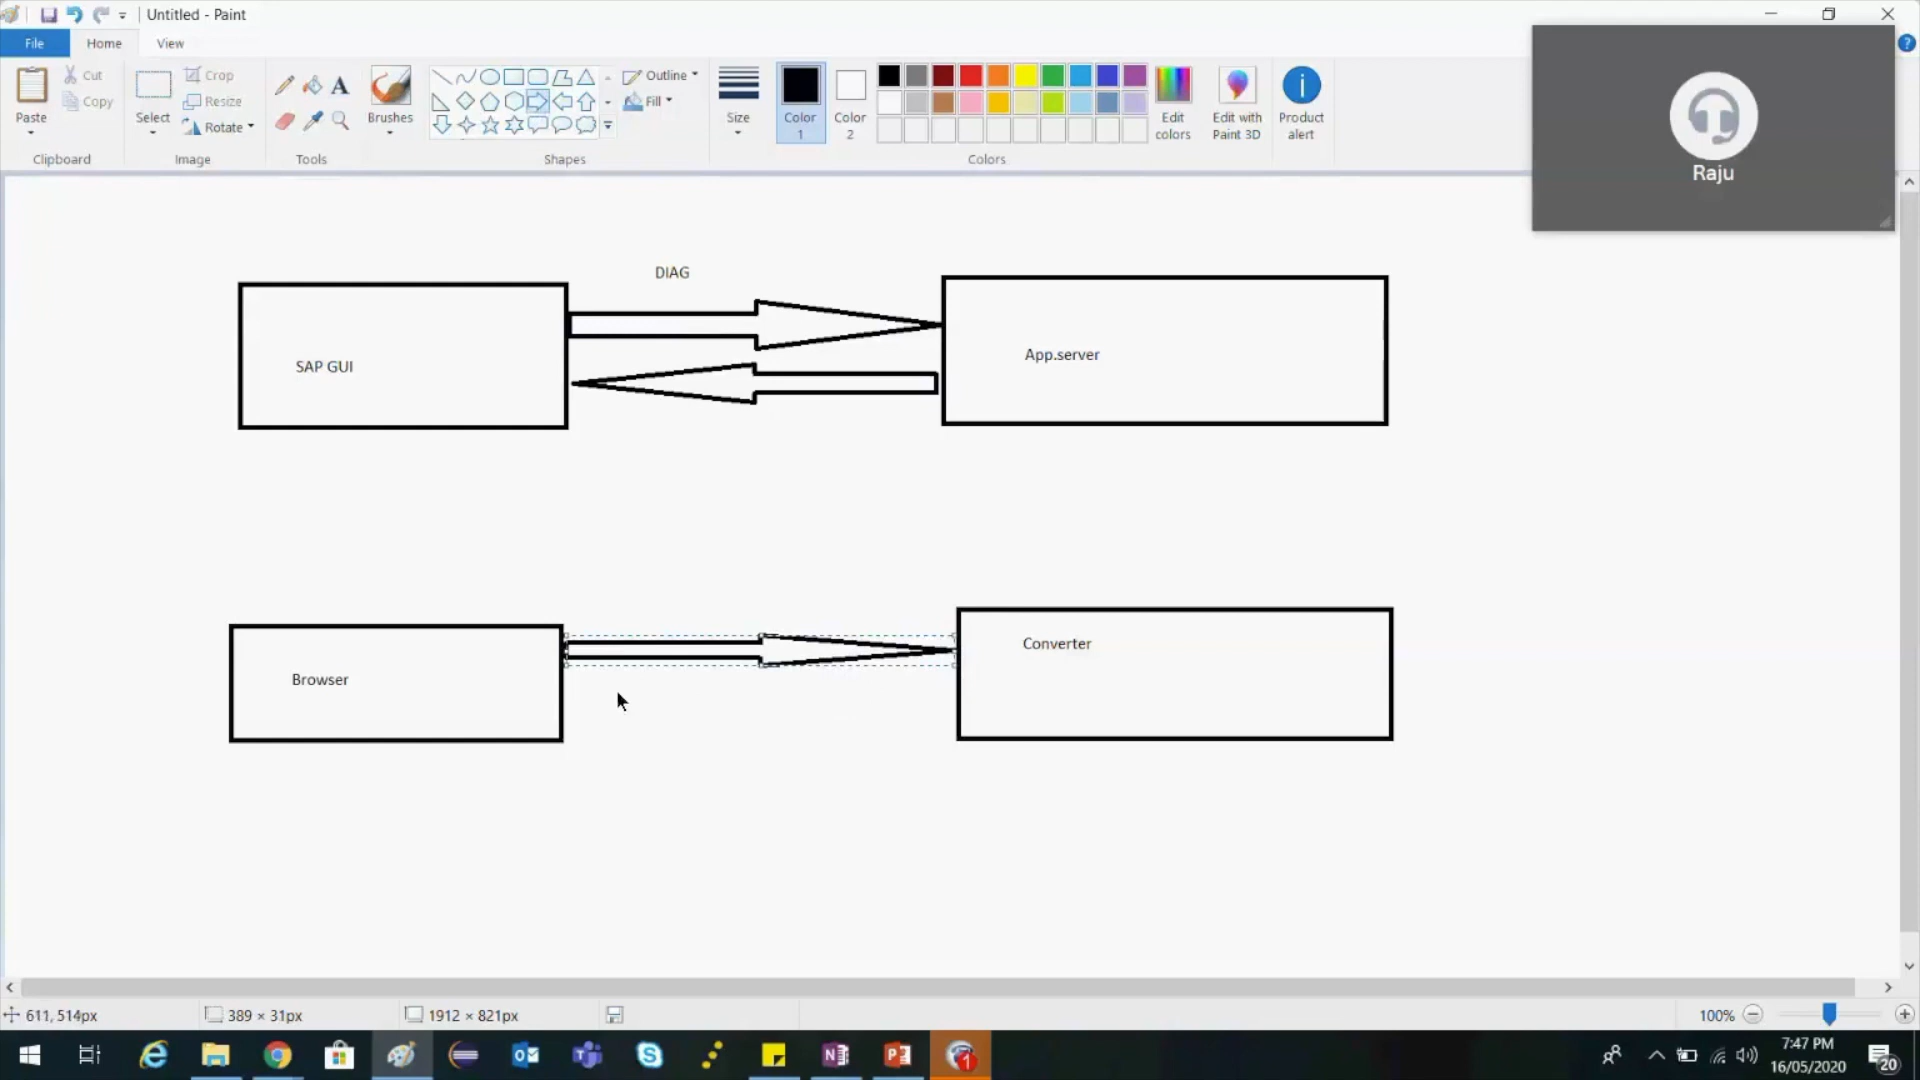 Untitled - Paint
File
Home
View
Paste
Cut
Copy
Clipboard
Select
Crop
Resize
Rotate
Image
A
Tools
Brushes
Outline
Fill
Shapes
Size
Color
1
Color
2
Edit
colors
Edit with
Paint 3D
Product
alert
Colors
?
Raju
DIAG
SAP GUI
App.server
Browser
Converter
611, 514px
389 × 31px
1912 × 821px
100%
7:47 PM
16/05/2020
20
1